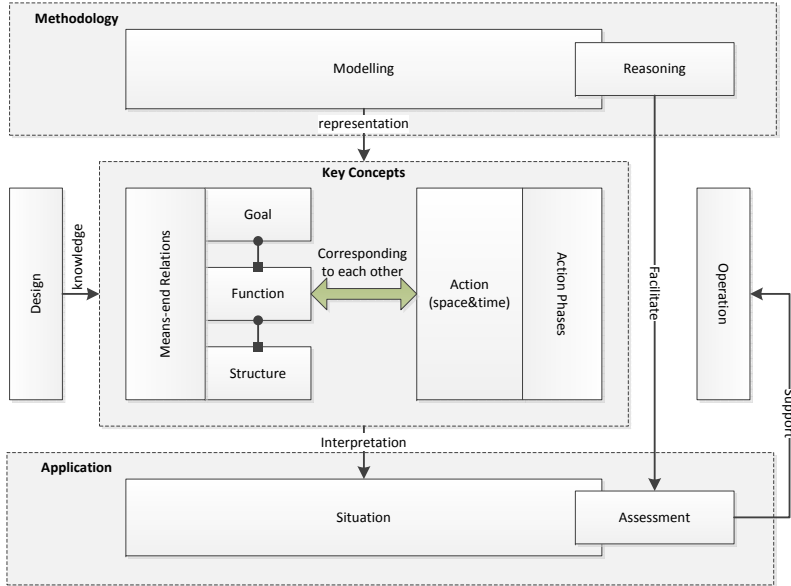 Methodology
Modelling
Reasoning
representation
Key Concepts
Design
knowledge
Means-end Relations
Goal
Function
Structure
Corresponding
to each other
Action
(space&time)
Action Phases
Facilitate
Operation
Support
Interpretation
Application
Situation
Assessment